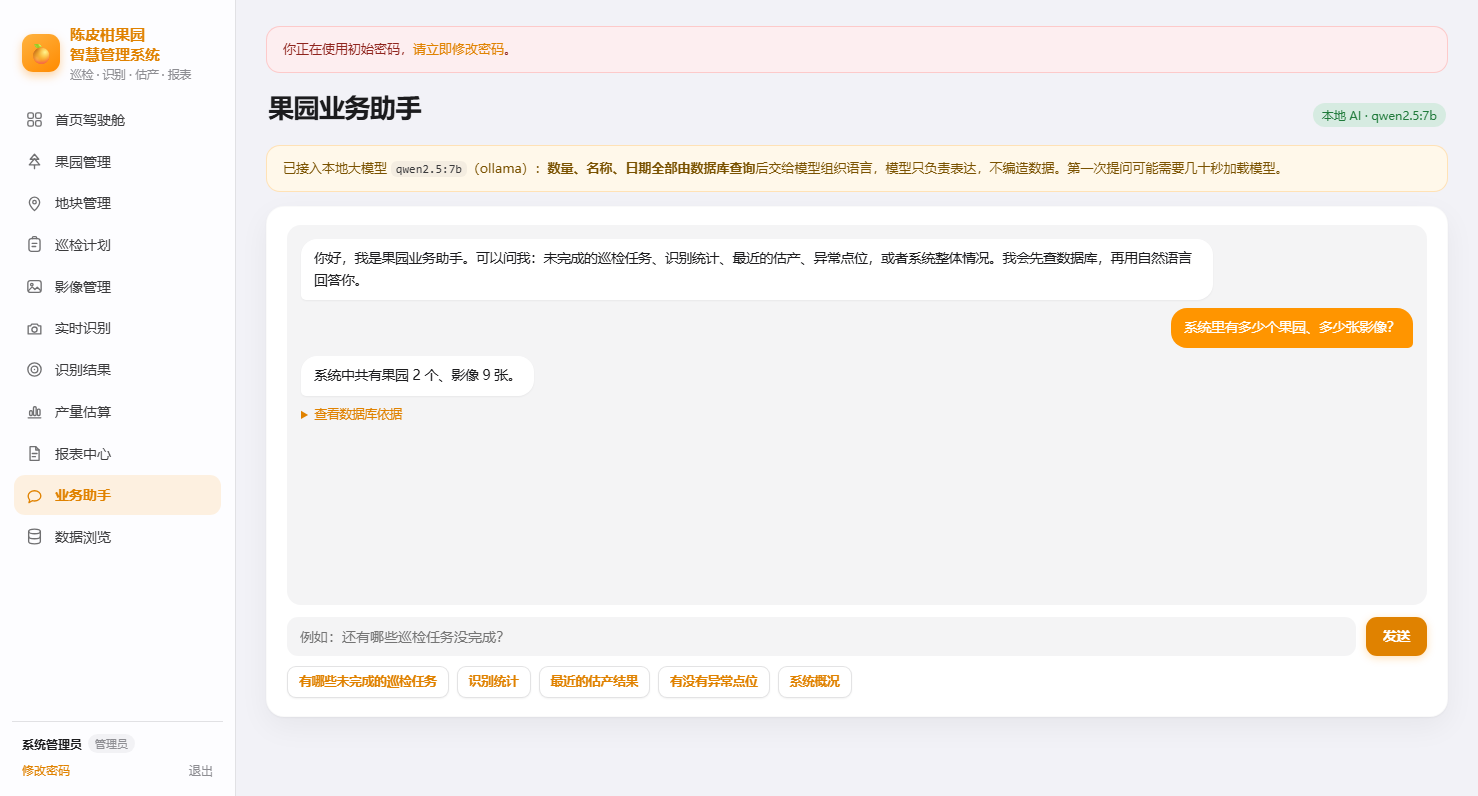 陈皮柑果园
智慧管理系统
巡检 · 识别 · 估产 · 报表
首页驾驶舱
果园管理
地块管理
巡检计划
影像管理
实时识别
识别结果
产量估算
报表中心
业务助手
数据浏览
系统管理员 管理员
修改密码 退出
你正在使用初始密码，请立即修改密码。
果园业务助手
本地 AI · qwen2.5:7b
已接入本地大模型 qwen2.5:7b （ollama）：数量、名称、日期全部由数据库查询后交给模型组织语言，模型只负责表达，不编造数据。第一次提问可能需要几十秒加载模型。
你好，我是果园业务助手。可以问我：未完成的巡检任务、识别统计、最近的估产、异常点位，或者系统整体情况。我会先查数据库，再用自然语言
回答你。
系统里有多少个果园、多少张影像？
系统中共有果园 2 个、影像 9 张。
查看数据库依据
例如：还有哪些巡检任务没完成？
发送
有哪些未完成的巡检任务 识别统计 最近的估产结果 有没有异常点位 系统概况